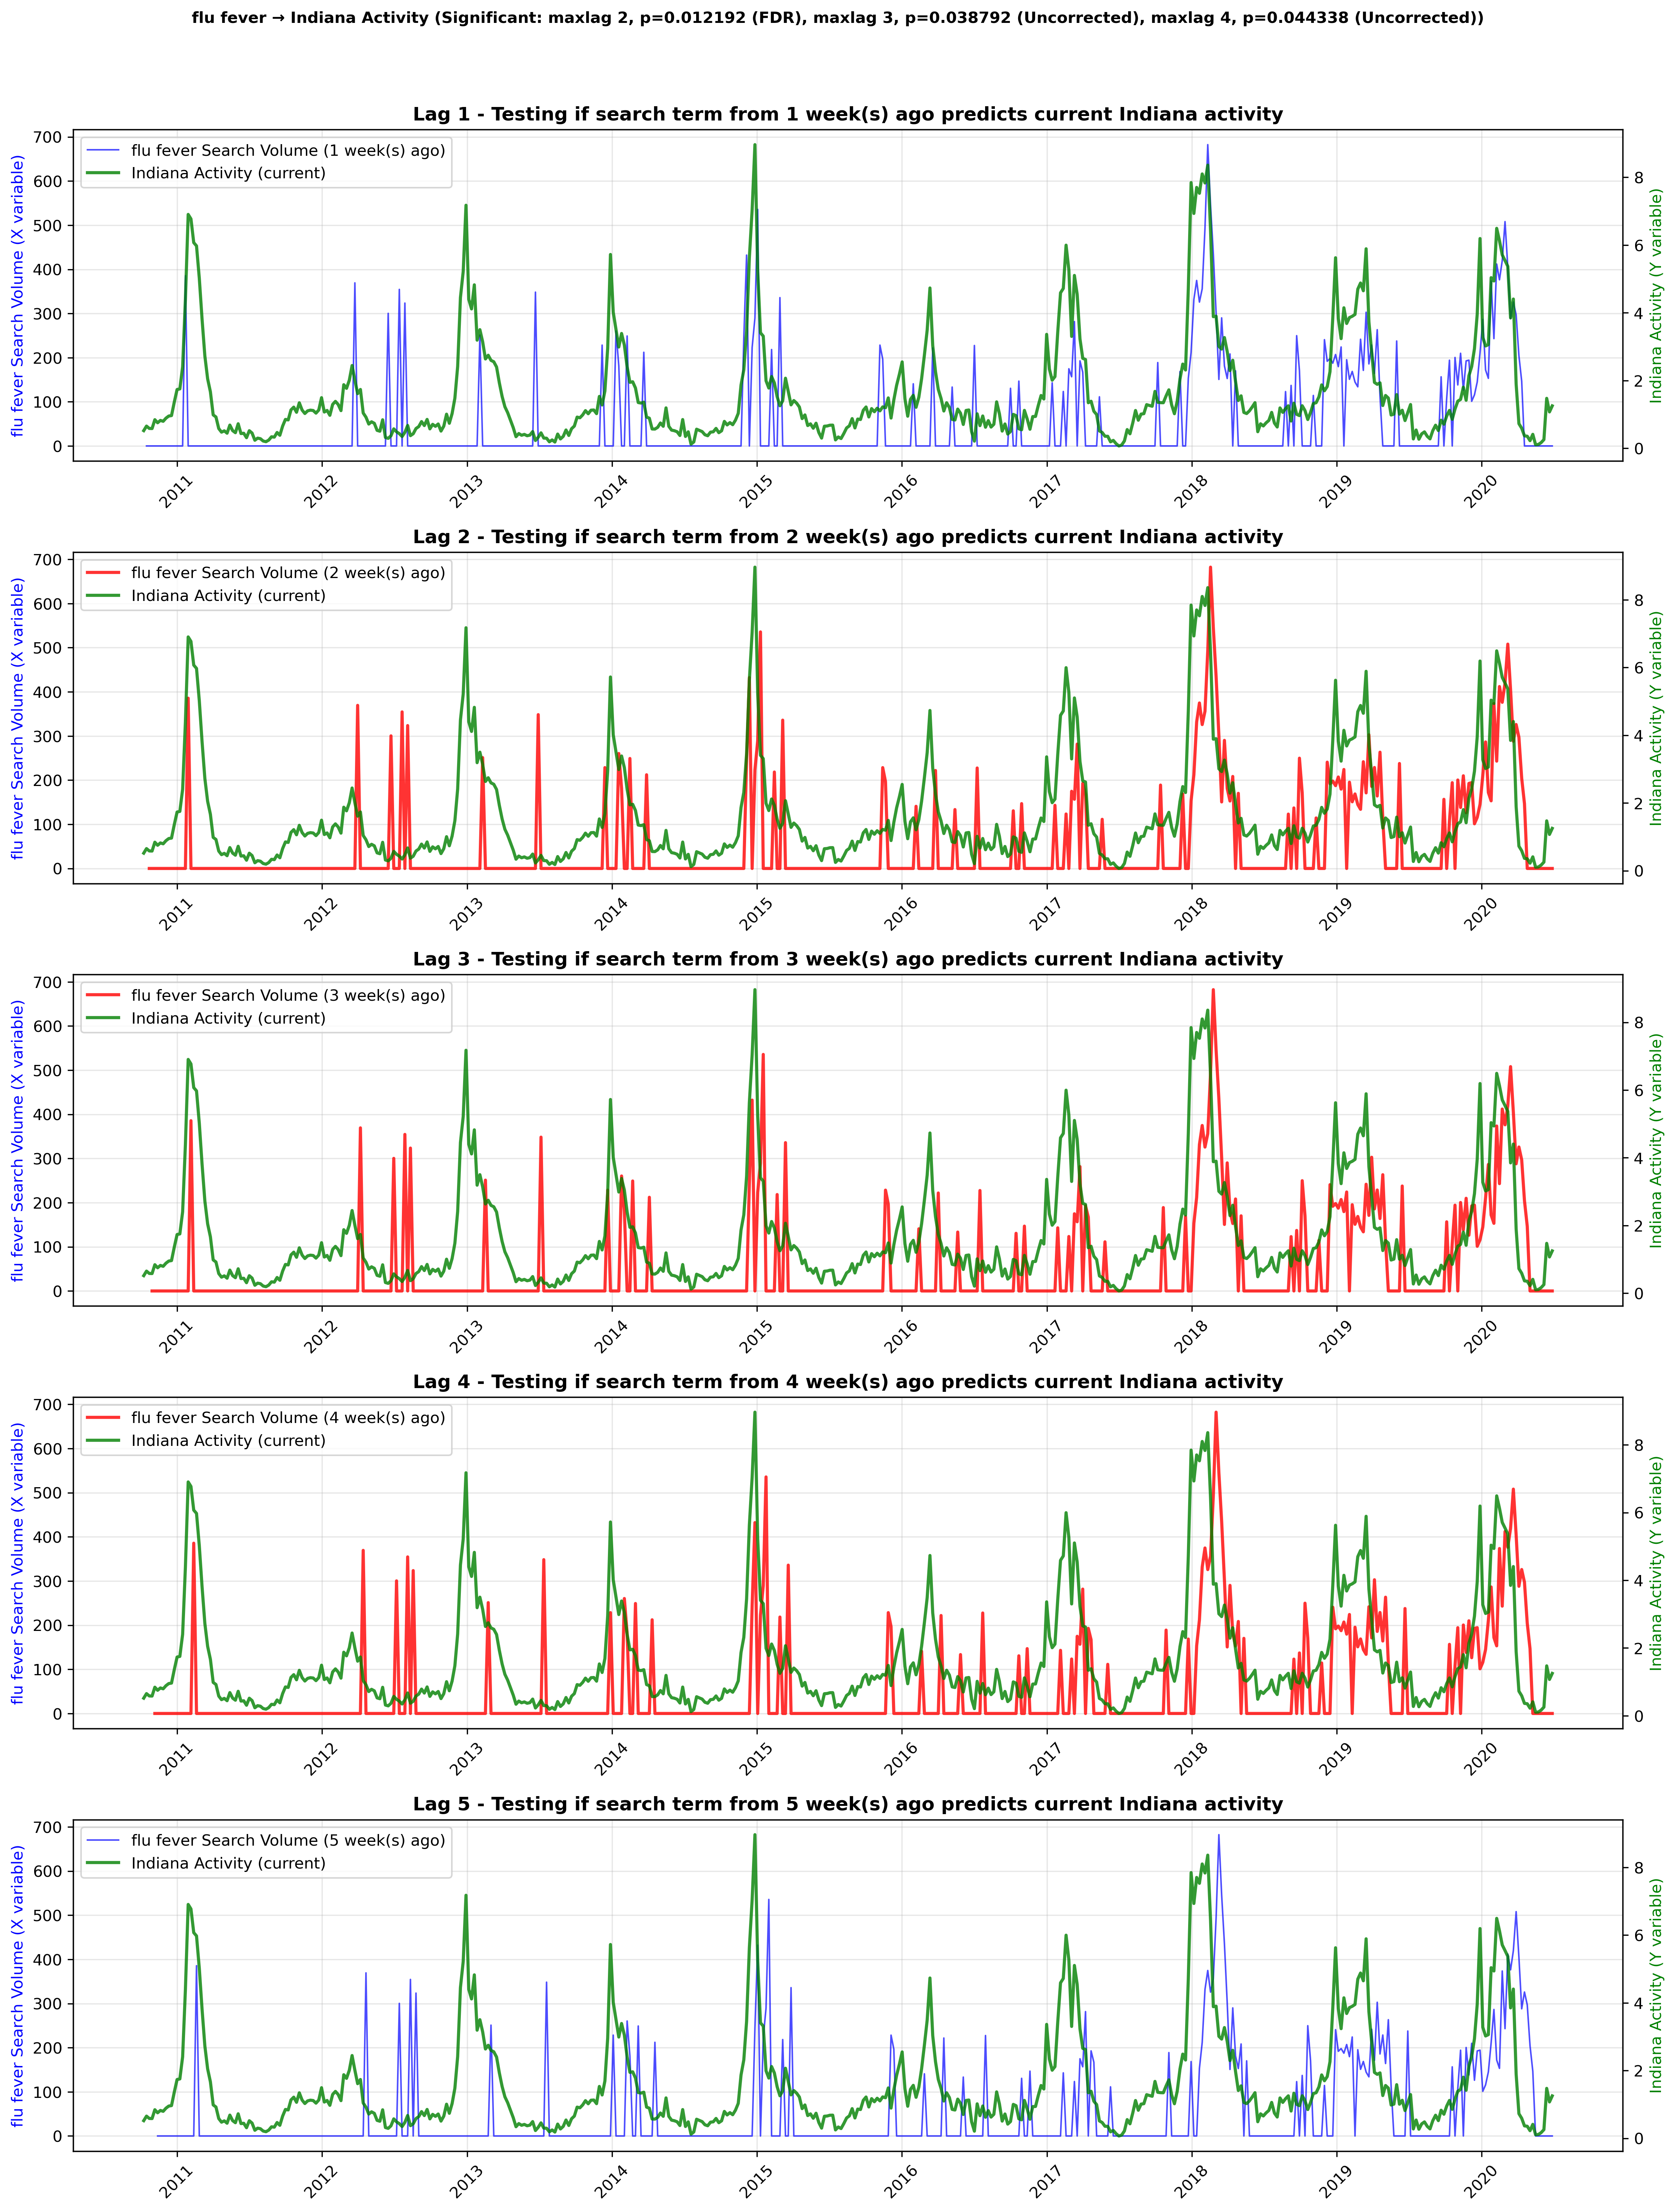 flu fever → Indiana Activity (Significant: maxlag 2, p=0.012192 (FDR), maxlag 3, p=0.038792 (Uncorrected), maxlag 4, p=0.044338 (Uncorrected))
Lag 1 - Testing if search term from 1 week(s) ago predicts current Indiana activity
flu fever Search Volume (1 week(s) ago)
Indiana Activity (current)
flu fever Search Volume (X variable)
700
600
500
400
300
200
100
0
8
6
4
2
0
Indiana Activity (Y variable)
2011 2012 2013 2014 2015 2016 2017 2018 2019 2020
Lag 2 - Testing if search term from 2 week(s) ago predicts current Indiana activity
flu fever Search Volume (2 week(s) ago)
Indiana Activity (current)
flu fever Search Volume (X variable)
700
600
500
400
300
200
100
0
8
6
4
2
0
Indiana Activity (Y variable)
2011 2012 2013 2014 2015 2016 2017 2018 2019 2020
Lag 3 - Testing if search term from 3 week(s) ago predicts current Indiana activity
flu fever Search Volume (3 week(s) ago)
Indiana Activity (current)
flu fever Search Volume (X variable)
700
600
500
400
300
200
100
0
8
6
4
2
0
Indiana Activity (Y variable)
2011 2012 2013 2014 2015 2016 2017 2018 2019 2020
Lag 4 - Testing if search term from 4 week(s) ago predicts current Indiana activity
flu fever Search Volume (4 week(s) ago)
Indiana Activity (current)
flu fever Search Volume (X variable)
700
600
500
400
300
200
100
0
8
6
4
2
0
Indiana Activity (Y variable)
2011 2012 2013 2014 2015 2016 2017 2018 2019 2020
Lag 5 - Testing if search term from 5 week(s) ago predicts current Indiana activity
flu fever Search Volume (5 week(s) ago)
Indiana Activity (current)
flu fever Search Volume (X variable)
700
600
500
400
300
200
100
0
8
6
4
2
0
Indiana Activity (Y variable)
2011 2012 2013 2014 2015 2016 2017 2018 2019 2020